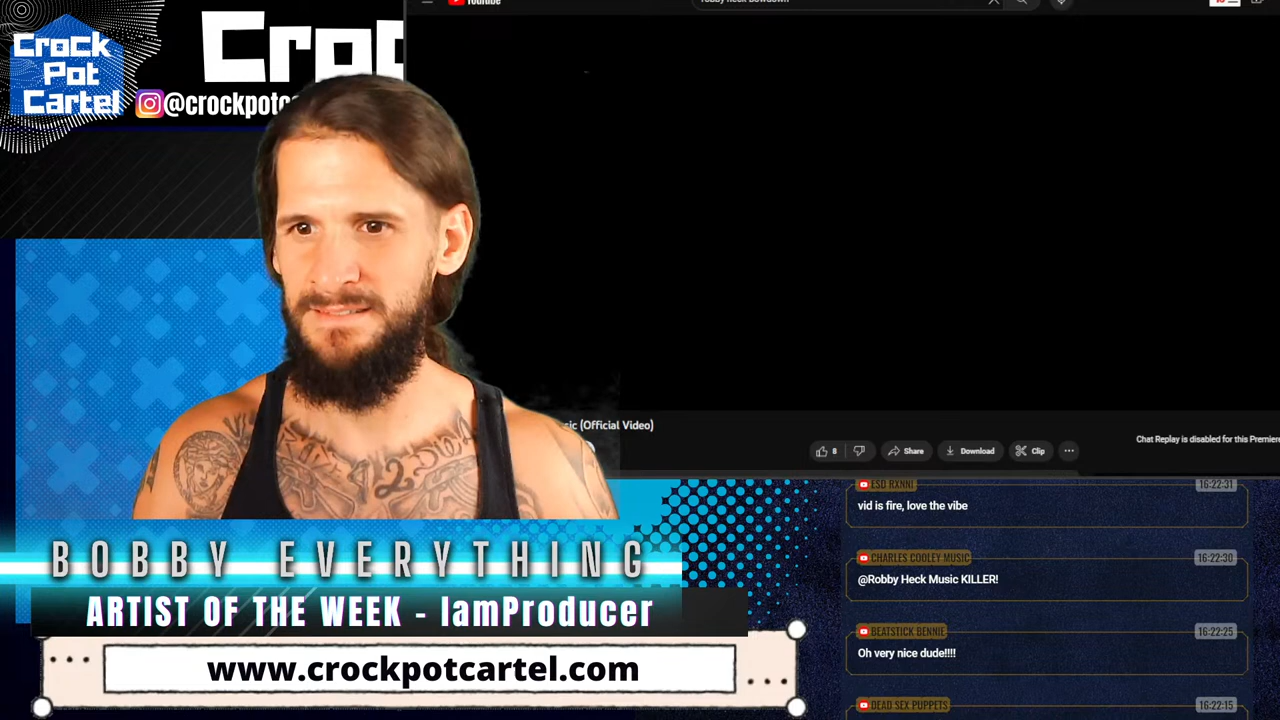 Crock
Pot
Cartel
@crockpotc
YouTube
(Official Video)
8
Share
Download
Clip
Chat Replay is disabled for this Premiere
ESD RXNNI
16:22:31
vid is fire, love the vibe
CHARLES COOLEY MUSIC
16:22:30
@Robby Heck Music KILLER!
BEATSTICK BENNIE
16:22:25
Oh very nice dude!!!!
DEAD SEX PUPPETS
16:22:15
BOBBY EVERYTHING
ARTIST OF THE WEEK - IamProducer
www.crockpotcartel.com